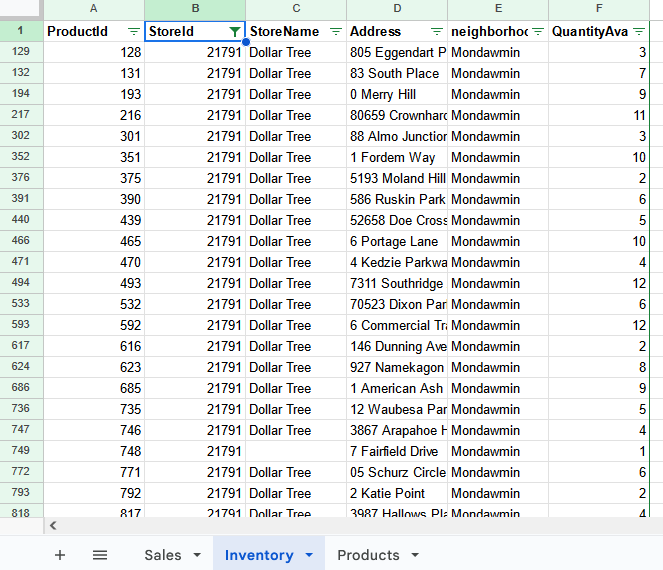 A B C D E F
1 ProductId StoreId StoreName Address neighborhoc QuantityAva
129 128 21791 Dollar Tree 805 Eggendart P Mondawmin 3
132 131 21791 Dollar Tree 83 South Place Mondawmin 7
194 193 21791 Dollar Tree 0 Merry Hill Mondawmin 9
217 216 21791 Dollar Tree 80659 Crownhard Mondawmin 11
302 301 21791 Dollar Tree 88 Almo Junction Mondawmin 3
352 351 21791 Dollar Tree 1 Fordem Way Mondawmin 10
376 375 21791 Dollar Tree 5193 Moland Hill Mondawmin 2
391 390 21791 Dollar Tree 586 Ruskin Park Mondawmin 6
440 439 21791 Dollar Tree 52658 Doe Cross Mondawmin 5
466 465 21791 Dollar Tree 6 Portage Lane Mondawmin 10
471 470 21791 Dollar Tree 4 Kedzie Parkwa Mondawmin 4
494 493 21791 Dollar Tree 7311 Southridge Mondawmin 12
533 532 21791 Dollar Tree 70523 Dixon Par Mondawmin 6
593 592 21791 Dollar Tree 6 Commercial Tra Mondawmin 12
617 616 21791 Dollar Tree 146 Dunning Ave Mondawmin 2
624 623 21791 Dollar Tree 927 Namekagon Mondawmin 8
686 685 21791 Dollar Tree 1 American Ash Mondawmin 9
736 735 21791 Dollar Tree 12 Waubesa Par Mondawmin 5
747 746 21791 Dollar Tree 3867 Arapahoe H Mondawmin 4
749 748 21791 7 Fairfield Drive Mondawmin 1
772 771 21791 Dollar Tree 05 Schurz Circle Mondawmin 6
793 792 21791 Dollar Tree 2 Katie Point Mondawmin 2
818 817 21791 Dollar Tree 3987 Hallows Pla Mondawmin 4
Sales Inventory Products